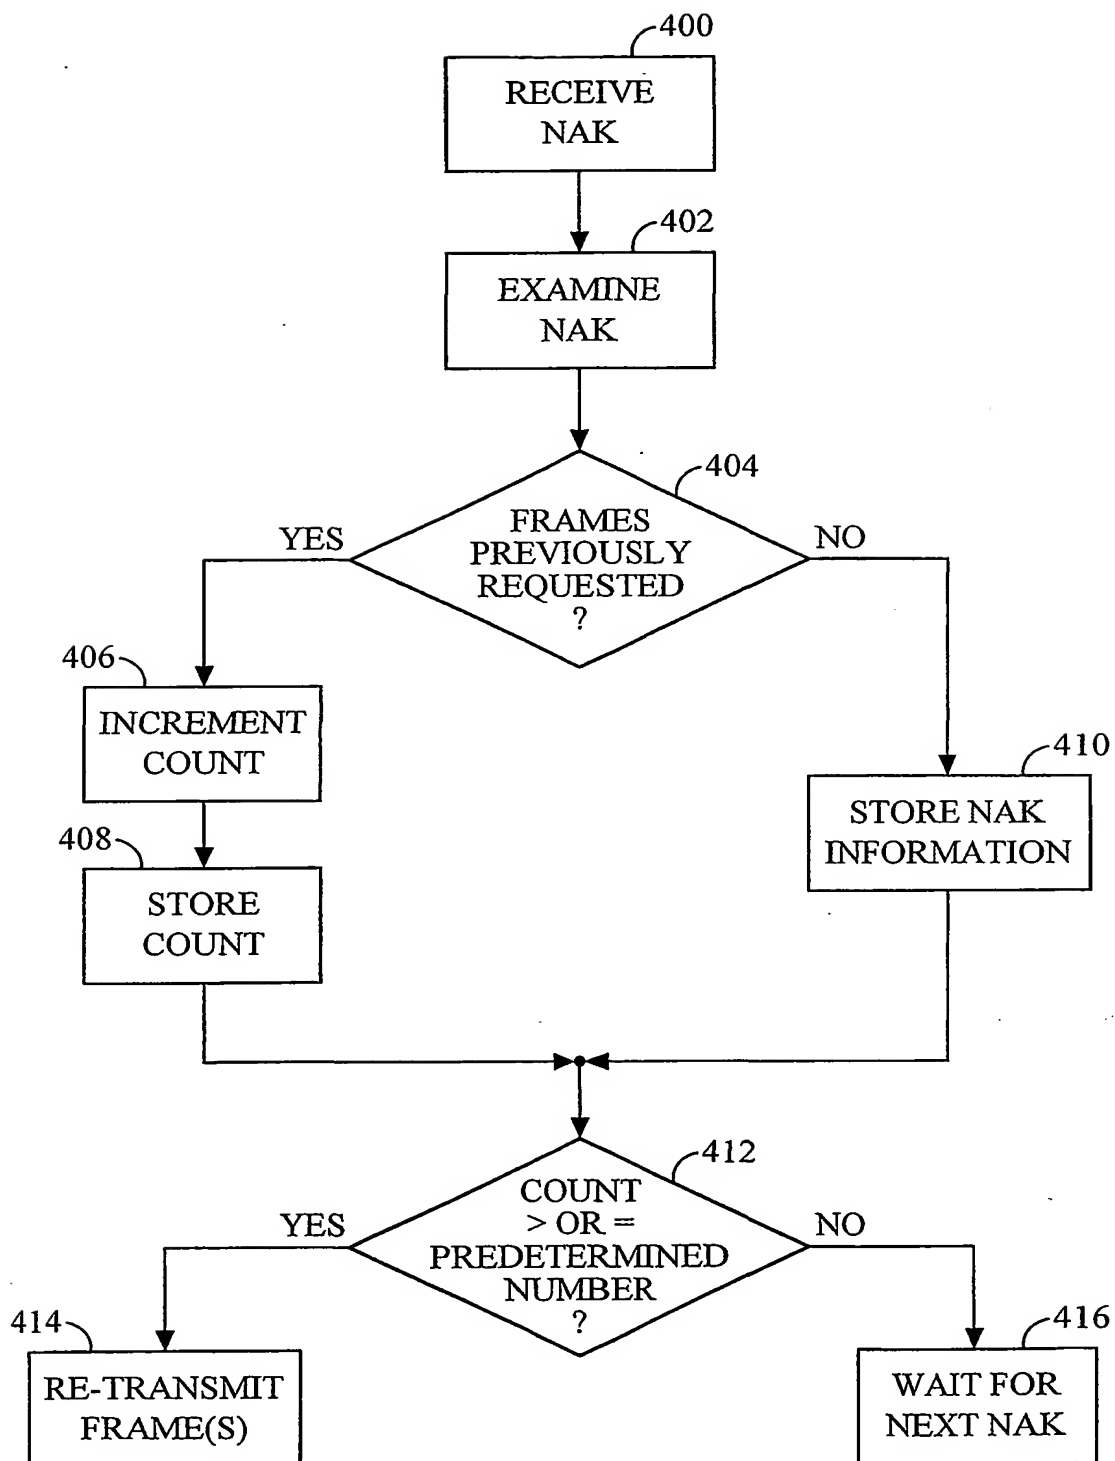 400
RECEIVE
NAK
402
EXAMINE
NAK
404
FRAMES
PREVIOUSLY
REQUESTED
?
YES
NO
406
INCREMENT
COUNT
410
STORE NAK
INFORMATION
408
STORE
COUNT
412
COUNT
> OR =
PREDETERMINED
NUMBER
?
YES
NO
414
RE-TRANSMIT
FRAME(S)
416
WAIT FOR
NEXT NAK